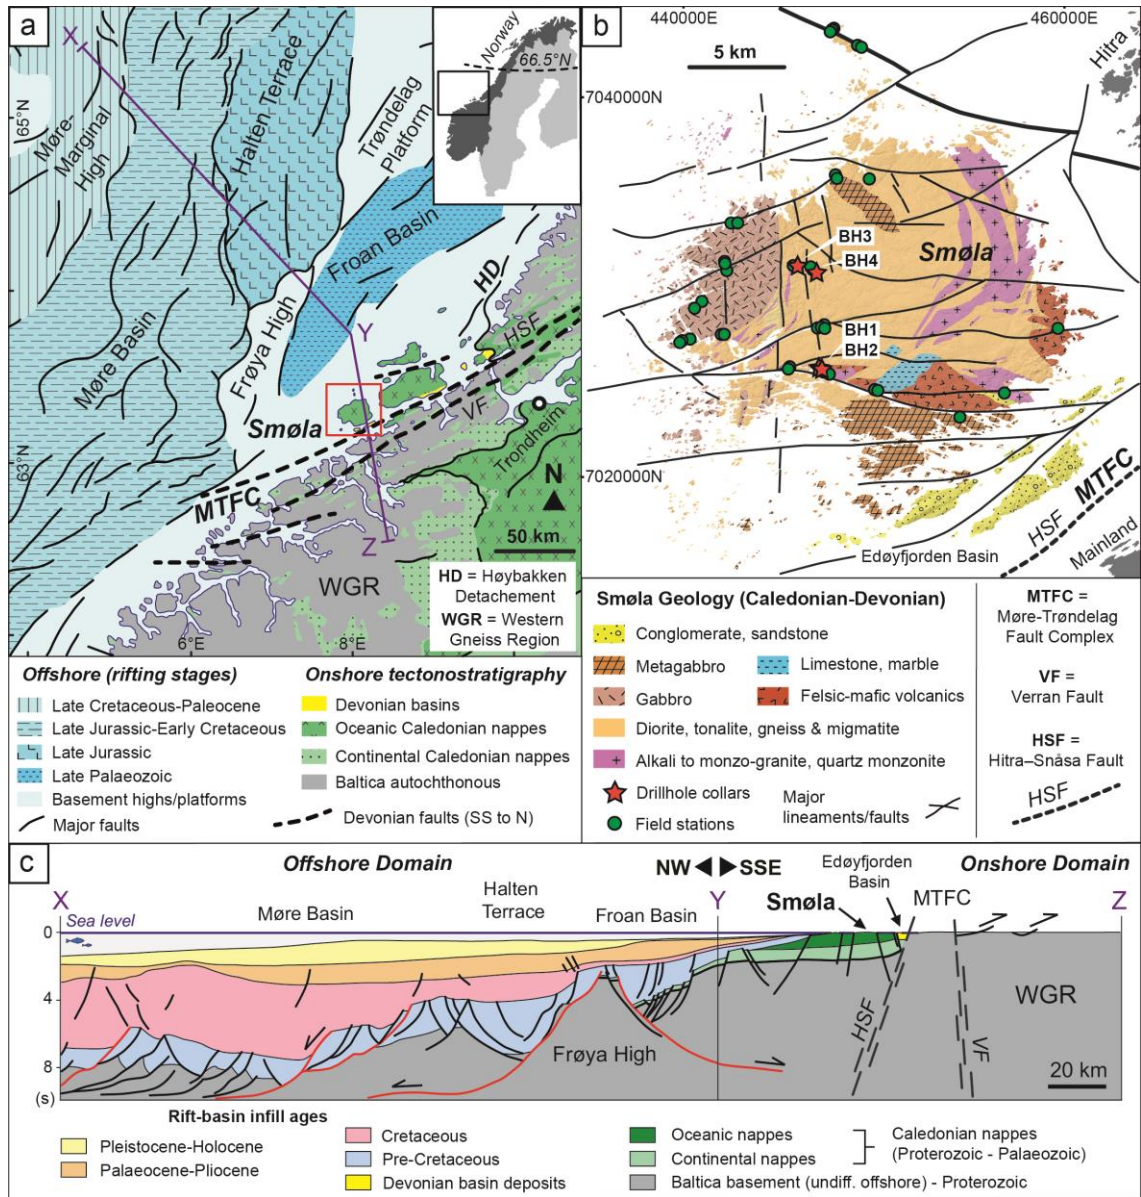 a
X
Norway
66.5°N
65°N
Møre-
Marginal
High
Halten Terrace
Trøndelag
Platform
Froan Basin
HD
HSF
Y
Møre Basin
Frøya High
VF
Smøla
Trondheim
63°N
MTFC
N
Z
50 km
WGR
HD = Høybakken
Detachement
WGR = Western
Gneiss Region
6°E
8°E
Offshore (rifting stages)
Late Cretaceous-Paleocene
Late Jurassic-Early Cretaceous
Late Jurassic
Late Palaeozoic
Basement highs/platforms
Major faults
Onshore tectonostratigraphy
Devonian basins
Oceanic Caledonian nappes
Continental Caledonian nappes
Baltica autochthonous
Devonian faults (SS to N)
b
440000E
460000E
5 km
Hitra
7040000N
BH3
BH4
Smøla
BH1
BH2
7020000N
MTFC
HSF
Edøyfjorden Basin
Mainland
Smøla Geology (Caledonian-Devonian)
Conglomerate, sandstone
Metagabbro
Limestone, marble
Gabbro
Felsic-mafic volcanics
Diorite, tonalite, gneiss & migmatite
Alkali to monzo-granite, quartz monzonite
Drillhole collars
Field stations
Major
lineaments/faults
MTFC =
Møre-Trøndelag
Fault Complex
VF =
Verran Fault
HSF =
Hitra–Snåsa Fault
HSF
c
Offshore Domain
NW
SSE
Edøyfjorden
Basin
Onshore Domain
X
Y
Z
Sea level
Møre Basin
Halten
Terrace
Froan Basin
Smøla
MTFC
0
4
8
(s)
Frøya High
HSF
VF
WGR
20 km
Rift-basin infill ages
Pleistocene-Holocene
Palaeocene-Pliocene
Cretaceous
Pre-Cretaceous
Devonian basin deposits
Oceanic nappes
Continental nappes
Caledonian nappes
(Proterozoic - Palaeozoic)
Baltica basement (undiff. offshore) - Proterozoic